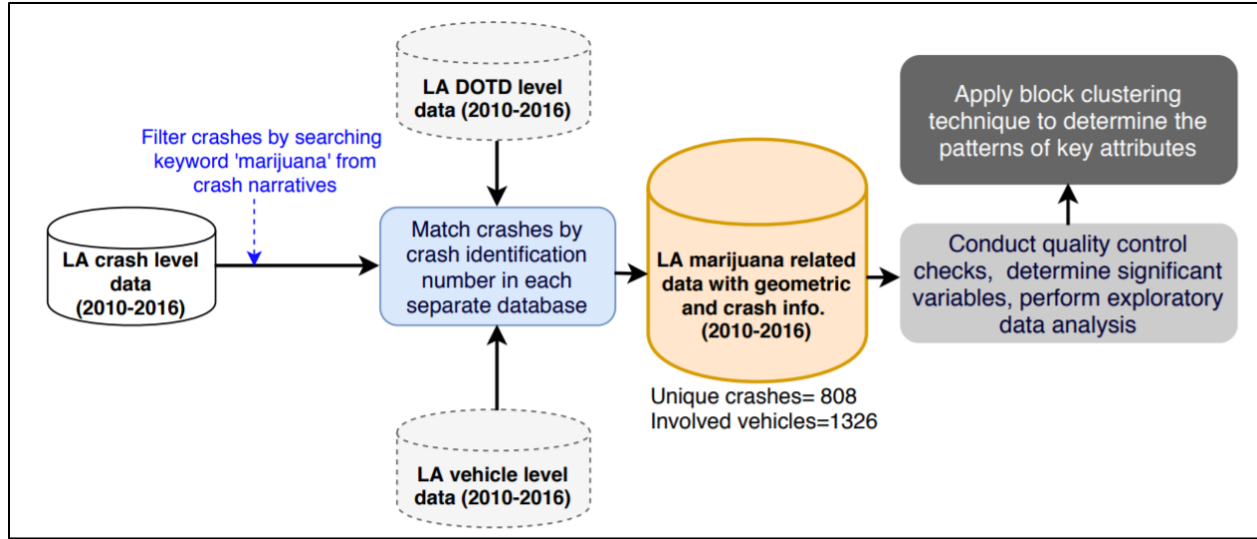 LA DOTD level
data (2010-2016)
Filter crashes by searching
keyword 'marijuana' from
crash narratives
LA crash level
data
(2010-2016)
Match crashes by
crash identification
number in each
separate database
LA vehicle level
data (2010-2016)
LA marijuana related
data with geometric
and crash info.
(2010-2016)
Unique crashes= 808
Involved vehicles=1326
Apply block clustering
technique to determine the
patterns of key attributes
Conduct quality control
checks, determine significant
variables, perform exploratory
data analysis